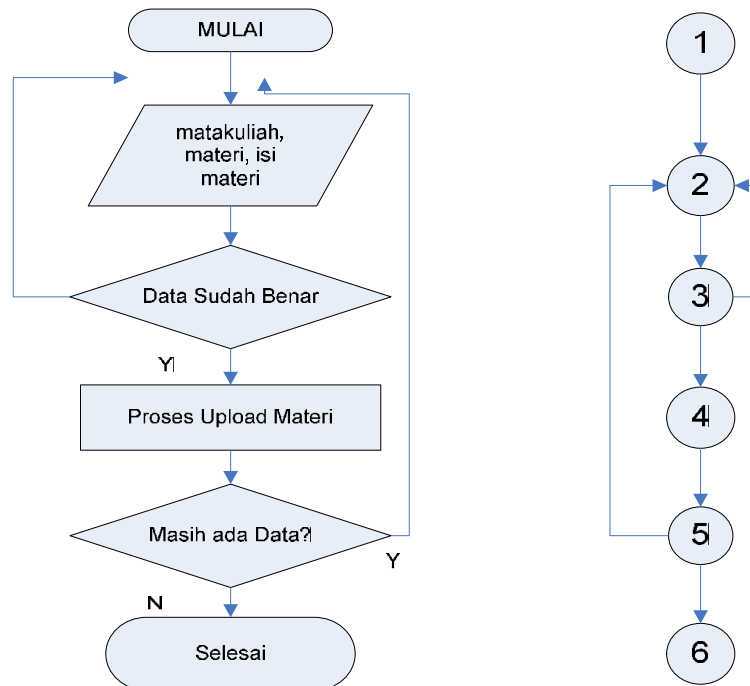 MULAI
matakuliah,
materi, isi
materi
Data Sudah Benar
Y
Proses Upload Materi
Masih ada Data?
Y
N
Selesai
1
2
3
4
5
6